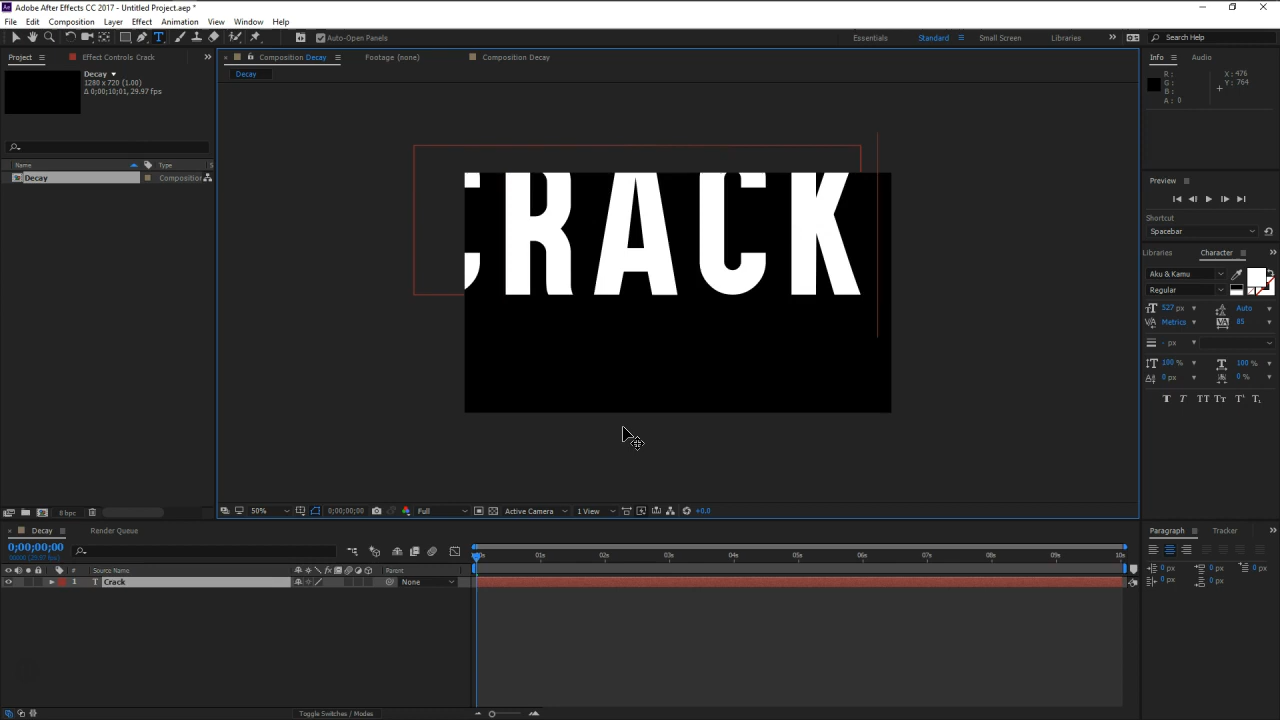 Adobe After Effects CC 2017 - Untitled Project.aep *
File Edit Composition Layer Effect Animation View Window Help
Auto-Open Panels
Essentials Standard Small Screen Libraries Search Help
Project Effect Controls Crack
Composition Decay Footage (none) Composition Decay
Info Audio
Decay
1280 x 720 (1.00)
Δ 0;00;10;01, 29.97 fps
Decay
R :
G :
B :
A : 0
X : 476
Y : 764
Name Type
Decay Composition
CRACK
Preview
Shortcut
Spacebar
Libraries Character
Aku & Kamu
Regular
527 px Auto
Metrics 85
- px
100 % 100 %
0 px 0 %
T T TT Tт T' T,
8 bpc
50% 0;00;00;00 Full Active Camera 1 View +0.0
Decay Render Queue
0;00;00;00
00000 (29.97 fps)
01s 02s 03s 04s 05s 06s 07s 08s 09s 10s
# Source Name Parent
1 T Crack None
Paragraph Tracker
0 px 0 px 0 px
0 px 0 px
Toggle Switches / Modes